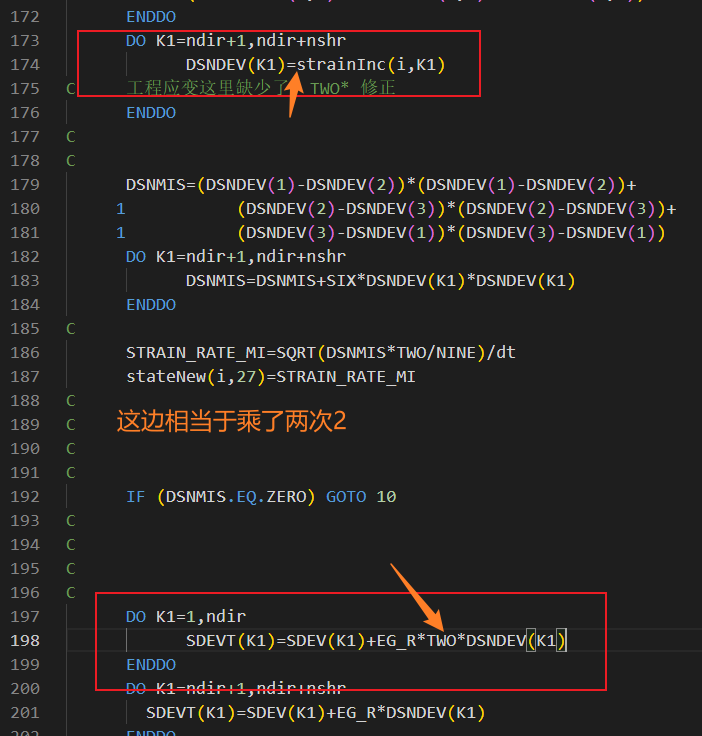 172 ENDDO
173 DO K1=ndir+1,ndir+nshr
174 DSNDEV(K1)=strainInc(i,K1)
175 C 工程应变这里缺少了 TWO* 修正
176 ENDDO
177 C
178 C
179 DSNMIS=(DSNDEV(1)-DSNDEV(2))*(DSNDEV(1)-DSNDEV(2))+
180 1 (DSNDEV(2)-DSNDEV(3))*(DSNDEV(2)-DSNDEV(3))+
181 1 (DSNDEV(3)-DSNDEV(1))*(DSNDEV(3)-DSNDEV(1))
182 DO K1=ndir+1,ndir+nshr
183 DSNMIS=DSNMIS+SIX*DSNDEV(K1)*DSNDEV(K1)
184 ENDDO
185 C
186 STRAIN_RATE_MI=SQRT(DSNMIS*TWO/NINE)/dt
187 stateNew(i,27)=STRAIN_RATE_MI
188 C
189 C 这边相当于乘了两次2
190 C
191 C
192 IF (DSNMIS.EQ.ZERO) GOTO 10
193 C
194 C
195 C
196 C
197 DO K1=1,ndir
198 SDEVT(K1)=SDEV(K1)+EG_R*TWO*DSNDEV(K1)
199 ENDDO
200 DO K1=ndir+1,ndir+nshr
201 SDEVT(K1)=SDEV(K1)+EG_R*DSNDEV(K1)
202 ENDDO